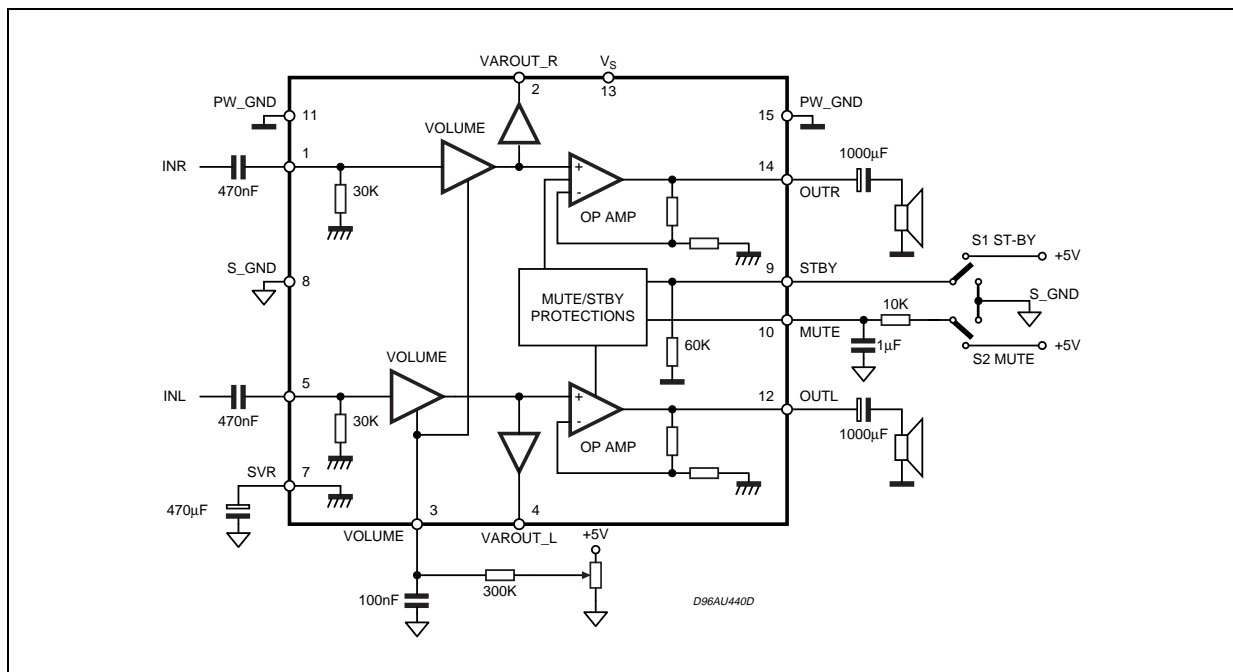 VAROUT_R
VS
2
13
PW_GND
11
15
PW_GND
VOLUME
1000µF
INR
1
+
14
470nF
30K
-
OUTR
OP AMP
S1 ST-BY
+5V
S_GND
8
9
STBY
S_GND
MUTE/STBY
PROTECTIONS
10K
10
MUTE
1µF
60K
+5V
S2 MUTE
VOLUME
INL
5
+
12
OUTL
470nF
30K
-
1000µF
OP AMP
SVR
7
470µF
3
4
+5V
VOLUME
VAROUT_L
300K
100nF
D96AU440D